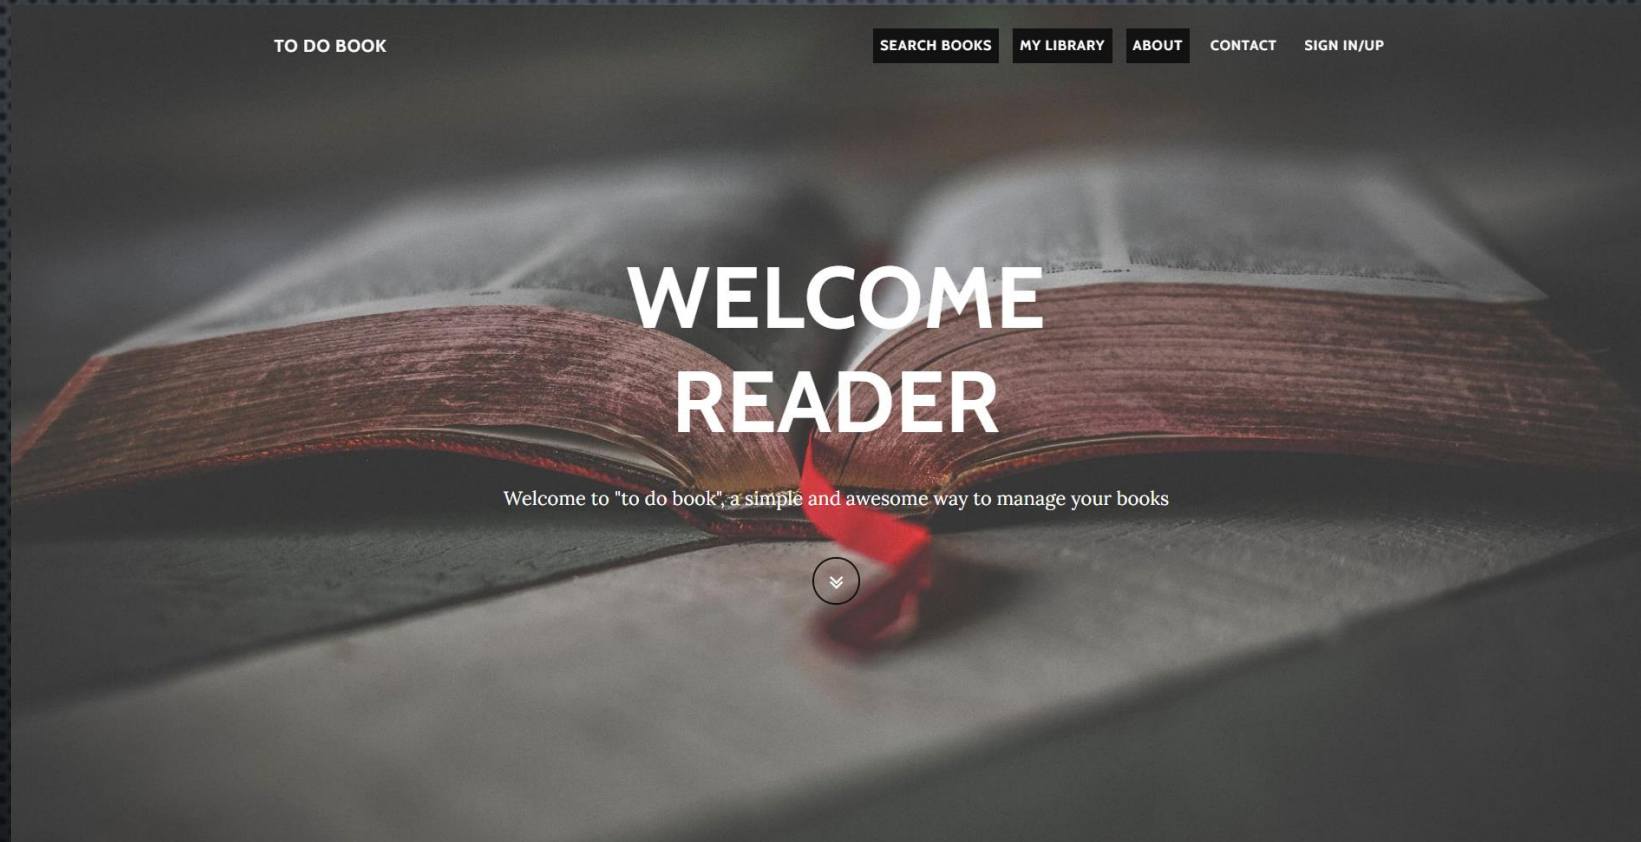 TO DO BOOK
SEARCH BOOKS MY LIBRARY ABOUT CONTACT SIGN IN/UP
WELCOME
READER
Welcome to "to do book", a simple and awesome way to manage your books